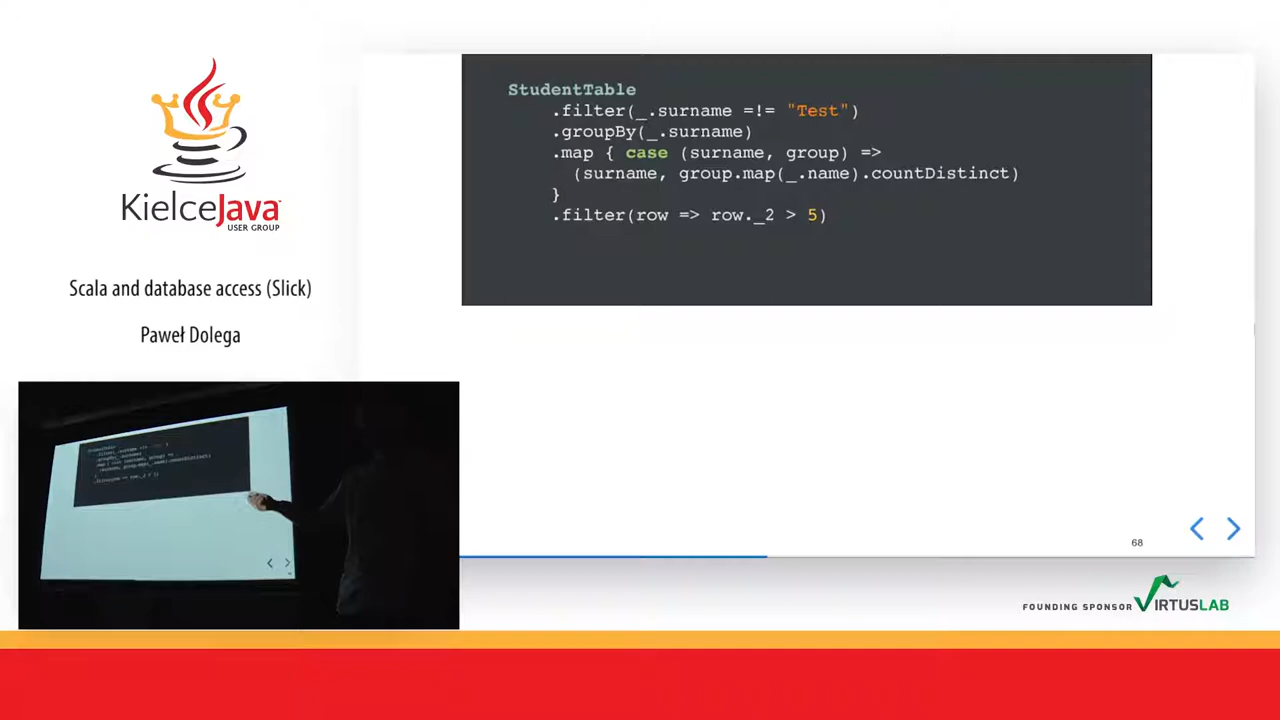 KielceJava
USER GROUP
Scala and database access (Slick)
Paweł Dolega
StudentTable
.filter(_.surname =!= "Test")
.groupBy(_.surname)
.map { case (surname, group) =>
(surname, group.map(_.name).countDistinct)
}
.filter(row => row._2 > 5)
68
FOUNDING SPONSOR VIRTUSLAB